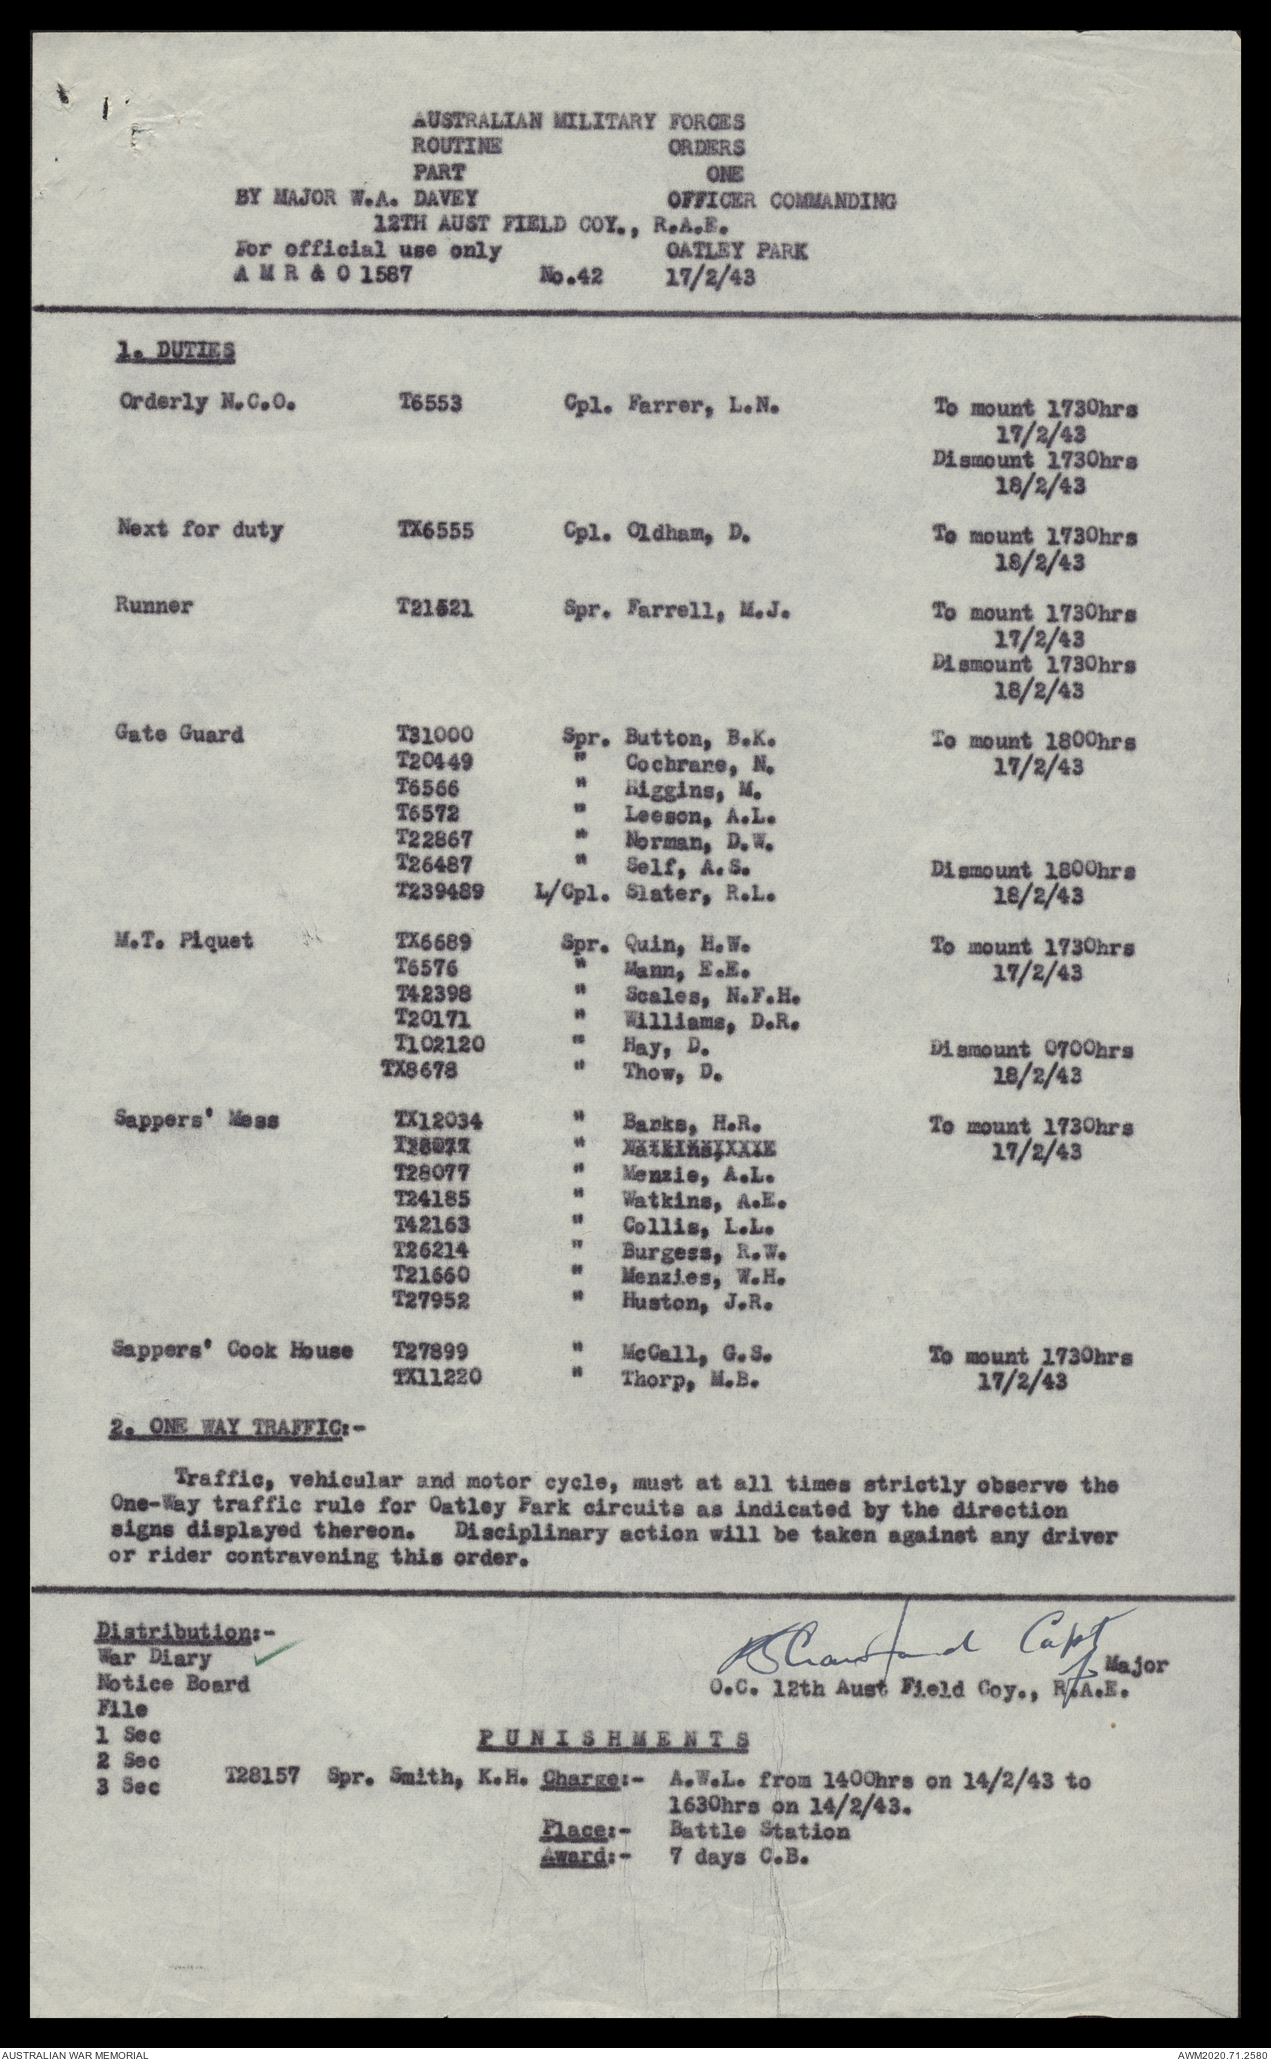 AUSTRALIAN MILITARY FORCES
ROUTINE ORDERS
PART ONE
BY MAJOR W.A. DAVEY OFFICER COMMANDING
12TH AUST FIELD COY., R.A.E.
For official use only OATLEY PARK
A M R & O 1587 No.42 17/2/43
1. DUTIES
Orderly N.C.O. T6553 Cpl. Farrer, L.N. To mount 1730hrs
17/2/43
Dismount 1730hrs
18/2/43
Next for duty TX6555 Cpl. Oldham, D. To mount 1730hrs
18/2/43
Runner T21521 Spr. Farrell, M.J. To mount 1730hrs
17/2/43
Dismount 1730hrs
18/2/43
Gate Guard T31000 Spr. Button, B.K. To mount 1800hrs
T20449 " Cochrane, N. 17/2/43
T6566 " Higgins, M.
T6572 " Leeson, A.L.
T22867 " Norman, D.W.
T26487 " Self, A.S. Dismount 1800hrs
T239489 L/Cpl. Slater, R.L. 18/2/43
M.T. Piquet TX6689 Spr. Quin, H.W. To mount 1730hrs
T6576 " Mann, E.E. 17/2/43
T42398 " Scales, N.F.H.
T20171 " Williams, D.R.
T102120 " Hay, D. Dismount 0700hrs
TX8678 " Thow, D. 18/2/43
Sappers' Mess TX12034 " Banks, H.R. To mount 1730hrs
" 17/2/43
T28077 " Menzie, A.L.
T24185 " Watkins, A.E.
T42163 " Collis, L.L.
T26214 " Burgess, R.W.
T21660 " Menzies, W.H.
T27952 " Huston, J.R.
Sappers' Cook House T27899 " McCall, G.S. To mount 1730hrs
TX11220 " Thorp, M.B. 17/2/43
2. ONE WAY TRAFFIC:-
Traffic, vehicular and motor cycle, must at all times strictly observe the
One-Way traffic rule for Oatley Park circuits as indicated by the direction
signs displayed thereon. Disciplinary action will be taken against any driver
or rider contravening this order.
Distribution:-
War Diary
Notice Board
File
1 Sec
2 Sec
3 Sec
Capt
f Major
O.C. 12th Aust Field Coy., R.A.E.
PUNISHMENTS
T28157 Spr. Smith, K.H. Charge:- A.W.L. from 1400hrs on 14/2/43 to
1630hrs on 14/2/43.
Place:- Battle Station
Award:- 7 days C.B.
AUSTRALIAN WAR MEMORIAL AWM2020.71.2580